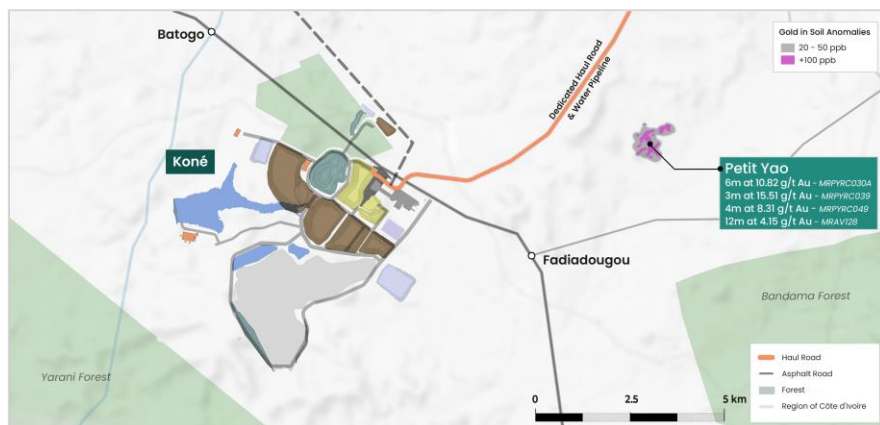 Batogo
Gold in Soil Anomalies
20 - 50 ppb
+100 ppb
Dedicated Haul Road
& Water Pipeline
Koné
Petit Yao
6m at 10.82 g/t Au - MRPYRC030A
3m at 15.51 g/t Au - MRPYRC039
4m at 8.31 g/t Au - MRPYRC049
12m at 4.15 g/t Au - MRAV128
Fadiadougou
Bandama Forest
Yarani Forest
Haul Road
Asphalt Road
Forest
Region of Côte d'Ivoire
0 2.5 5 km